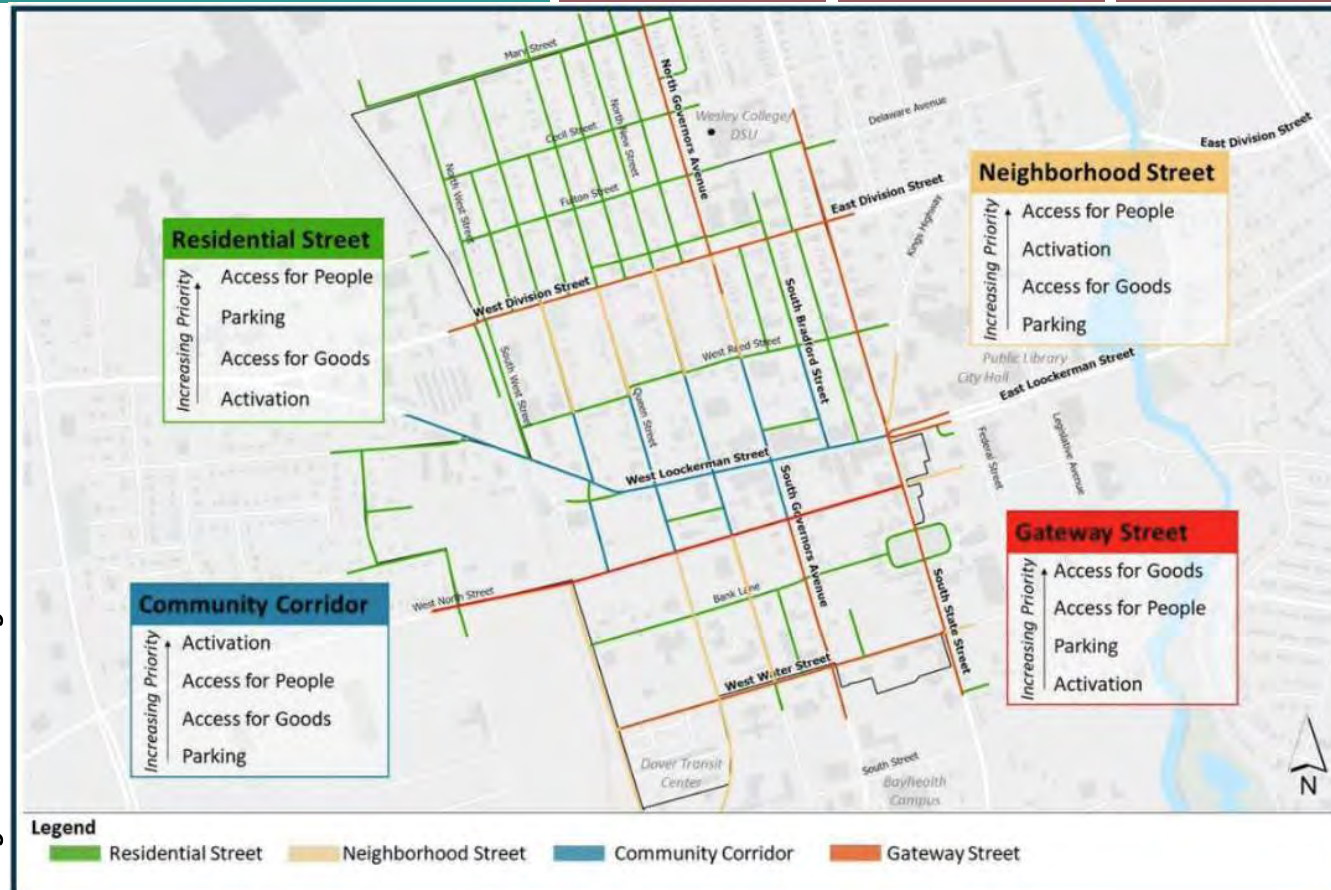 Mary Street
North Governors Avenue
Wesley College/
DSU
Delaware Avenue
East Division Street
Cecil Street
North New Street
North West Street
Fulton Street
East Division Street
Kings Highway
Neighborhood Street
Increasing Priority
Access for People
Activation
Access for Goods
Parking
Residential Street
Increasing Priority
Access for People
Parking
Access for Goods
Activation
West Division Street
South West Street
West Reed Street
South Bradford Street
Queen Street
Public Library
City Hall
East Loockerman Street
Federal Street
Legislative Avenue
West Loockerman Street
South Governors Avenue
Gateway Street
Increasing Priority
Access for Goods
Access for People
Parking
Activation
Community Corridor
Increasing Priority
Activation
Access for People
Access for Goods
Parking
West North Street
Bank Lane
South State Street
West Water Street
Dover Transit
Center
South Street
Bayhealth
Campus
N
Legend
Residential Street
Neighborhood Street
Community Corridor
Gateway Street